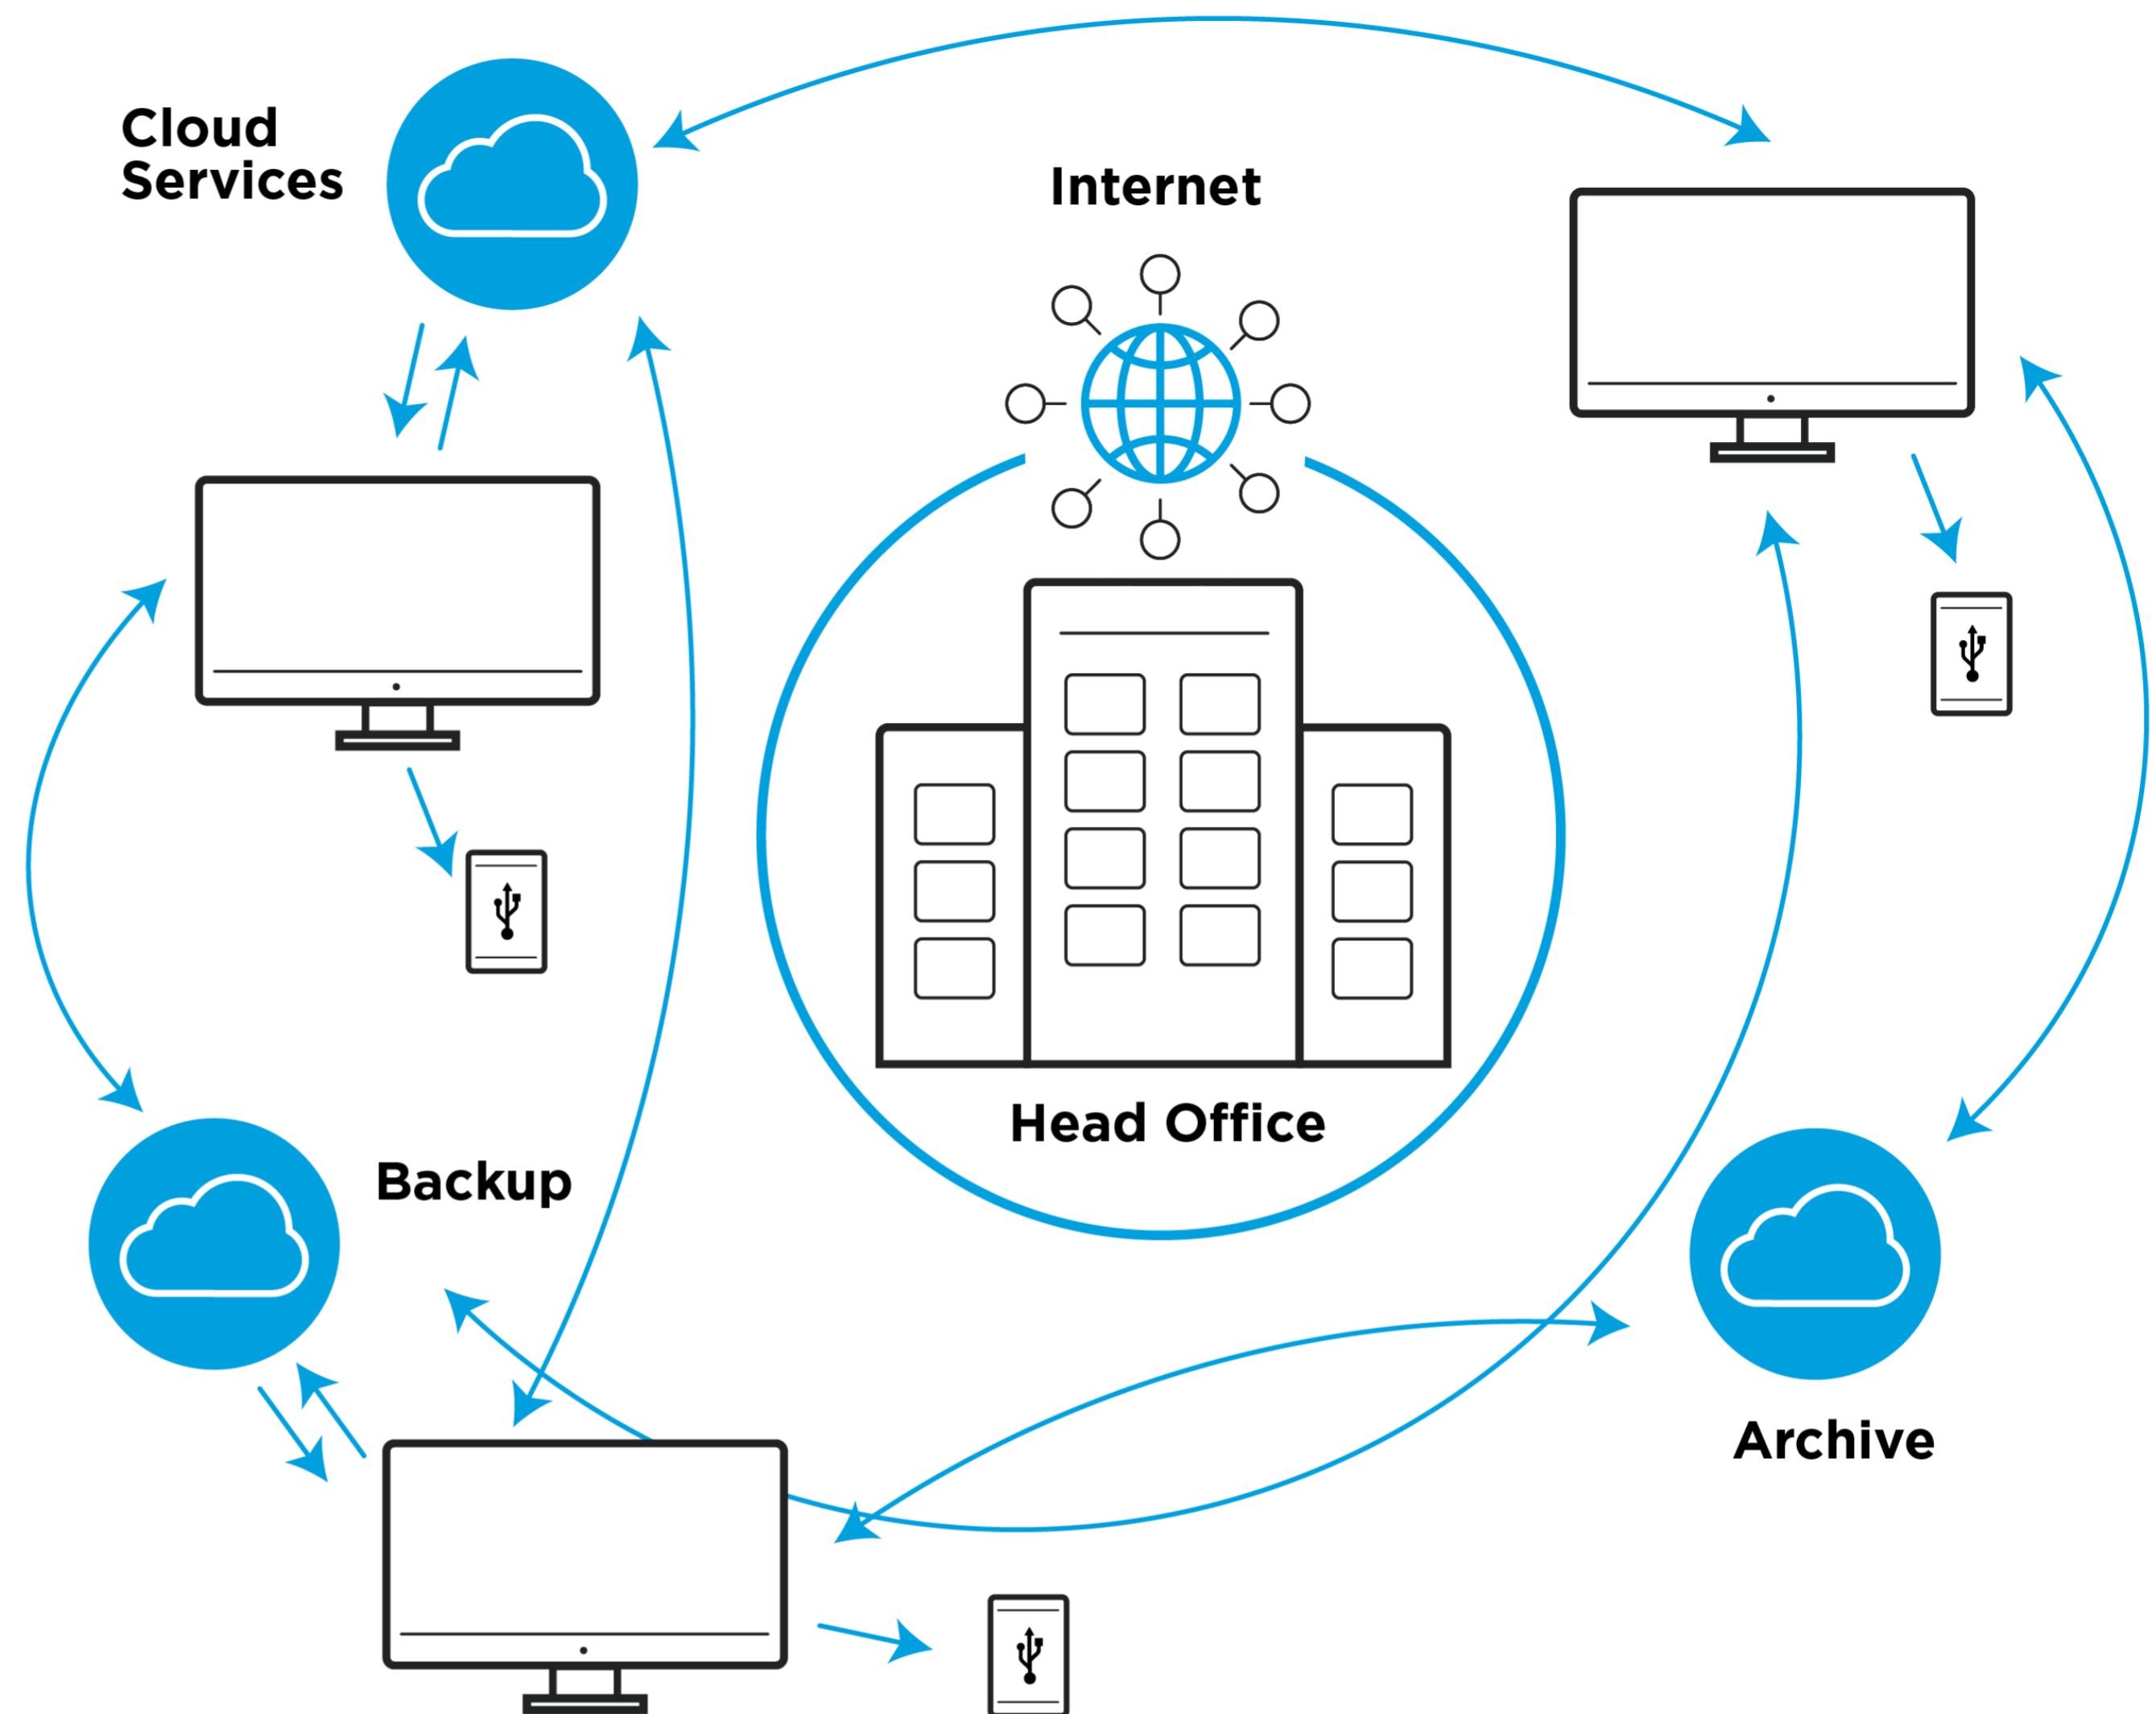 Cloud
Services
Internet
Head Office
Backup
Archive